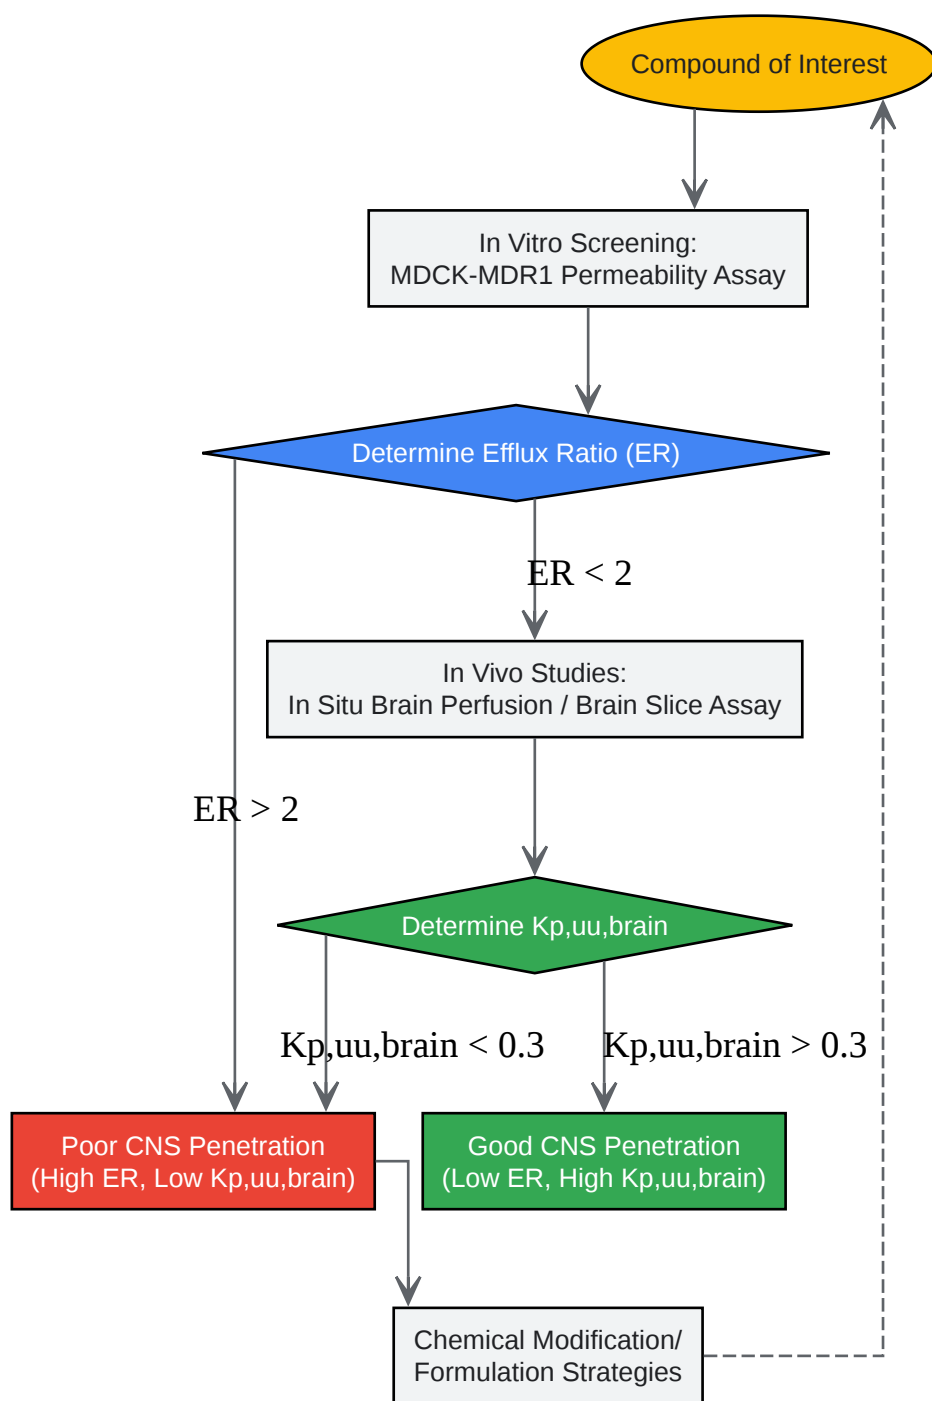 Compound of Interest
In Vitro Screening:
MDCK-MDR1 Permeability Assay
Determine Efflux Ratio (ER)
ER < 2
In Vivo Studies:
In Situ Brain Perfusion / Brain Slice Assay
ER > 2
Determine Kp,uu,brain
Kp,uu,brain < 0.3
Kp,uu,brain > 0.3
Poor CNS Penetration
(High ER, Low Kp,uu,brain)
Good CNS Penetration
(Low ER, High Kp,uu,brain)
Chemical Modification/
Formulation Strategies